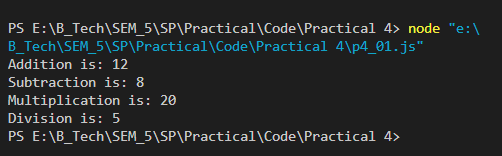 PS E:\B_Tech\SEM_5\SP\Practical\Code\Practical 4> node "e:\
B_Tech\SEM_5\SP\Practical\Code\Practical 4\p4_01.js"
Addition is: 12
Subtraction is: 8
Multiplication is: 20
Division is: 5
PS E:\B_Tech\SEM_5\SP\Practical\Code\Practical 4>